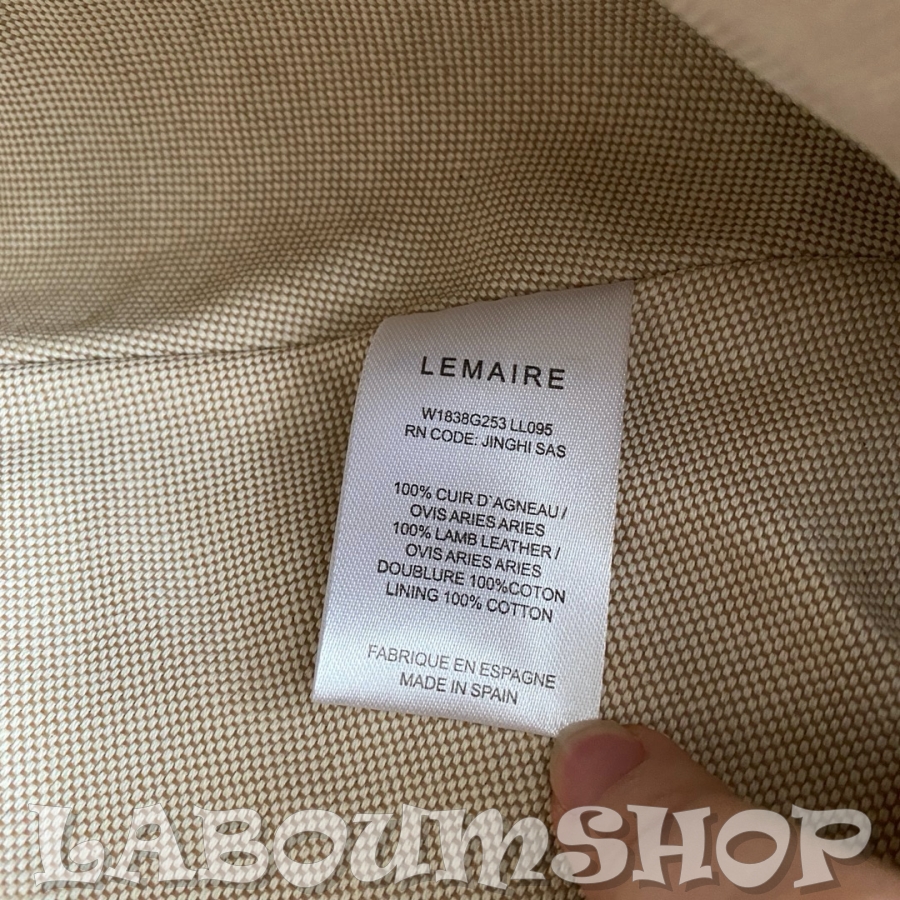 LEMAIRE
W1838G253 LL095
RN CODE: JINGHI SAS
100% CUIR D`AGNEAU /
OVIS ARIES ARIES
100% LAMB LEATHER /
OVIS ARIES ARIES
DOUBLURE 100%COTON
LINING 100% COTTON
FABRIQUE EN ESPAGNE
MADE IN SPAIN
LABOUMSHOP